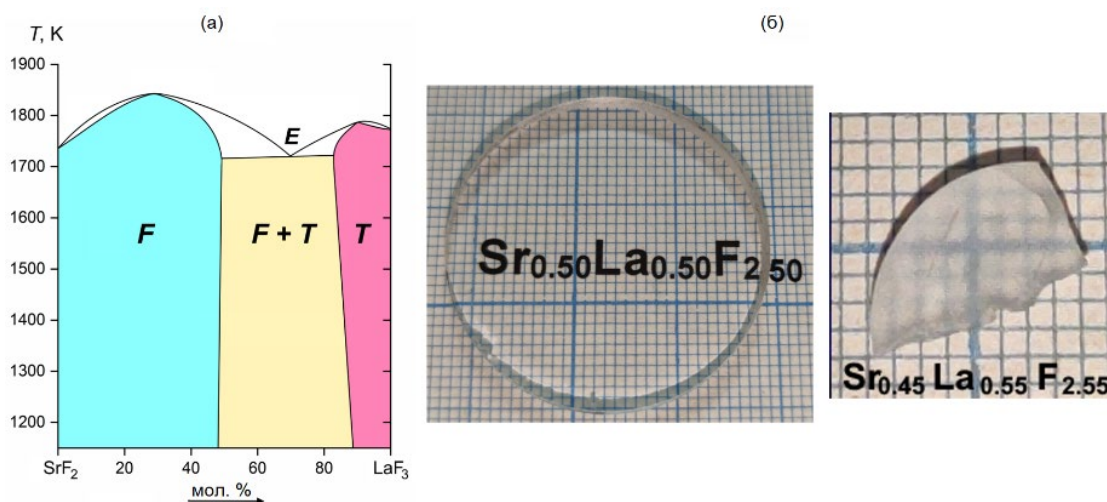 (а)
T, K
1900
1800
1700
1600
1500
1400
1300
1200
E
F
F + T
T
SrF₂ 20 40 60 80 LaF₃
мол. %
(б)
Sr₀.₅₀La₀.₅₀F₂.₅₀
Sr₀.₄₅ La₀.₅₅ F₂.₅₅